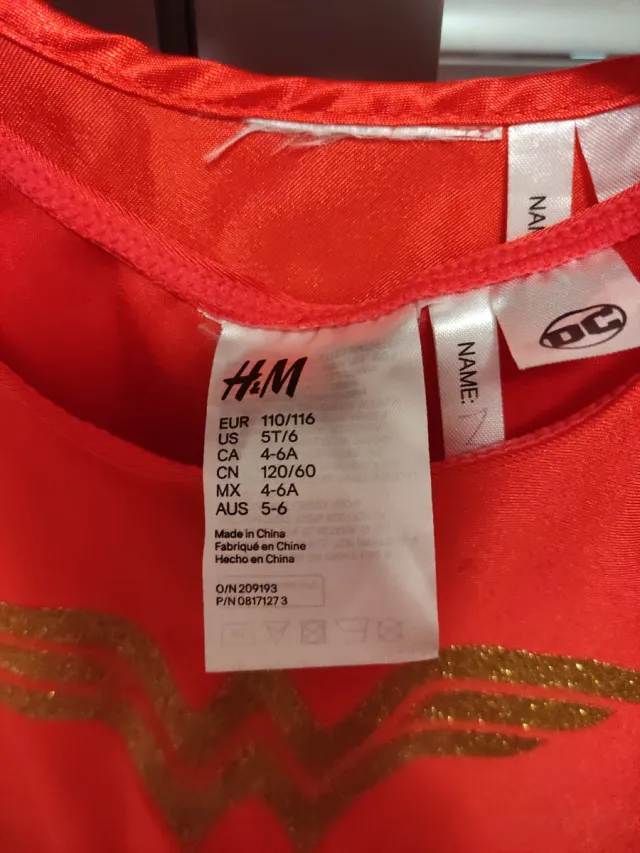 NAM
DC
NAME: N
H&M
EUR 110/116
US 5T/6
CA 4-6A
CN 120/60
MX 4-6A
AUS 5-6
Made in China
Fabriqué en Chine
Hecho en China
O/N 209193
P/N 0817127 3